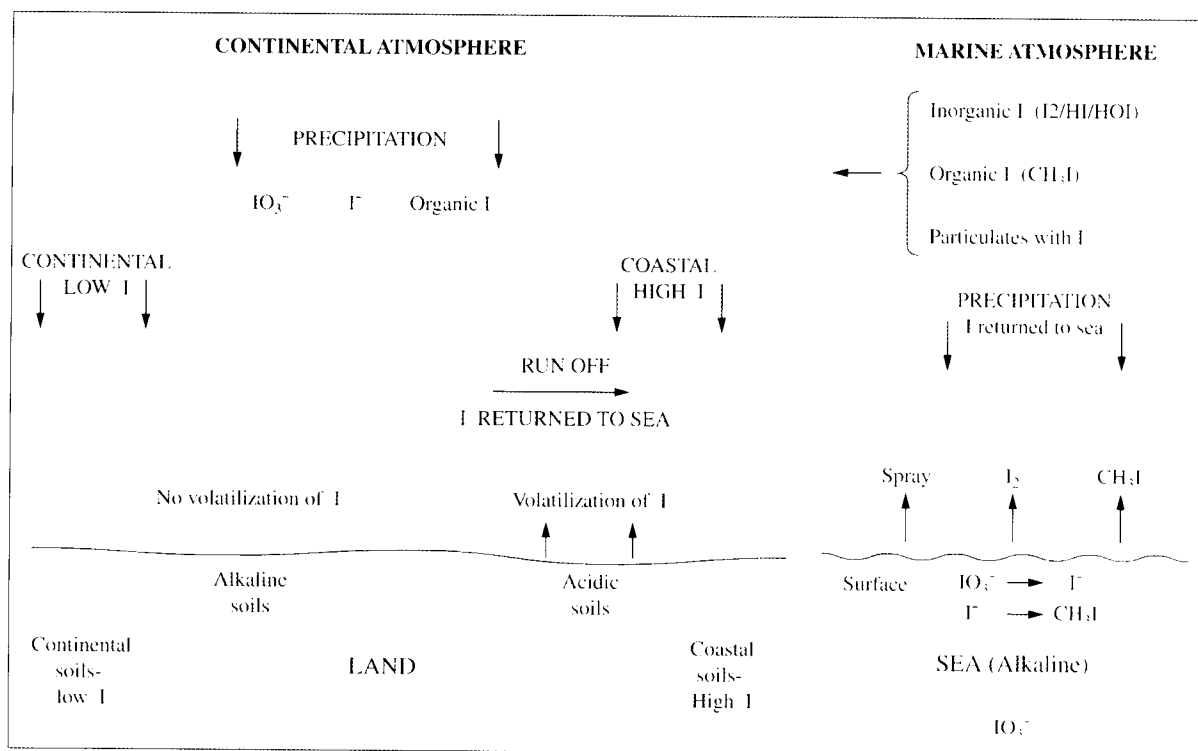 CONTINENTAL ATMOSPHERE
PRECIPITATION
IO₃⁻ I⁻ Organic I
CONTINENTAL
LOW I
COASTAL
HIGH I
RUN OFF
I RETURNED TO SEA
No volatilization of I
Volatilization of I
Alkaline
soils
Acidic
soils
Continental
soils-
low I
LAND
Coastal
soils-
High I
MARINE ATMOSPHERE
Inorganic I (I2/HI/HOI)
Organic I (CH₃I)
Particulates with I
PRECIPITATION
I returned to sea
Spray I₂ CH₃I
Surface IO₃⁻ → I⁻
I⁻ → CH₃I
SEA (Alkaline)
IO₃⁻